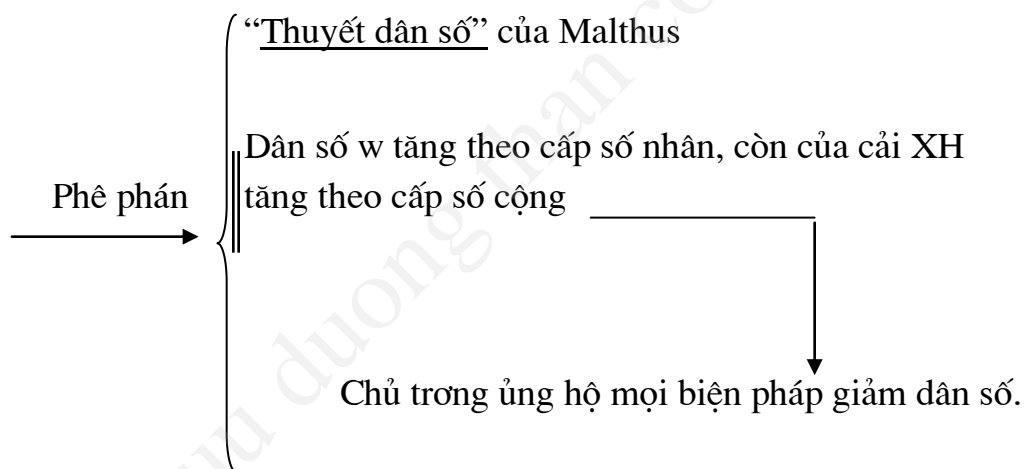 “Thuyết dân số” của Malthus
Dân số w tăng theo cấp số nhân, còn của cải XH
Phê phán
tăng theo cấp số cộng
Chủ trơng ủng hộ mọi biện pháp giảm dân số.